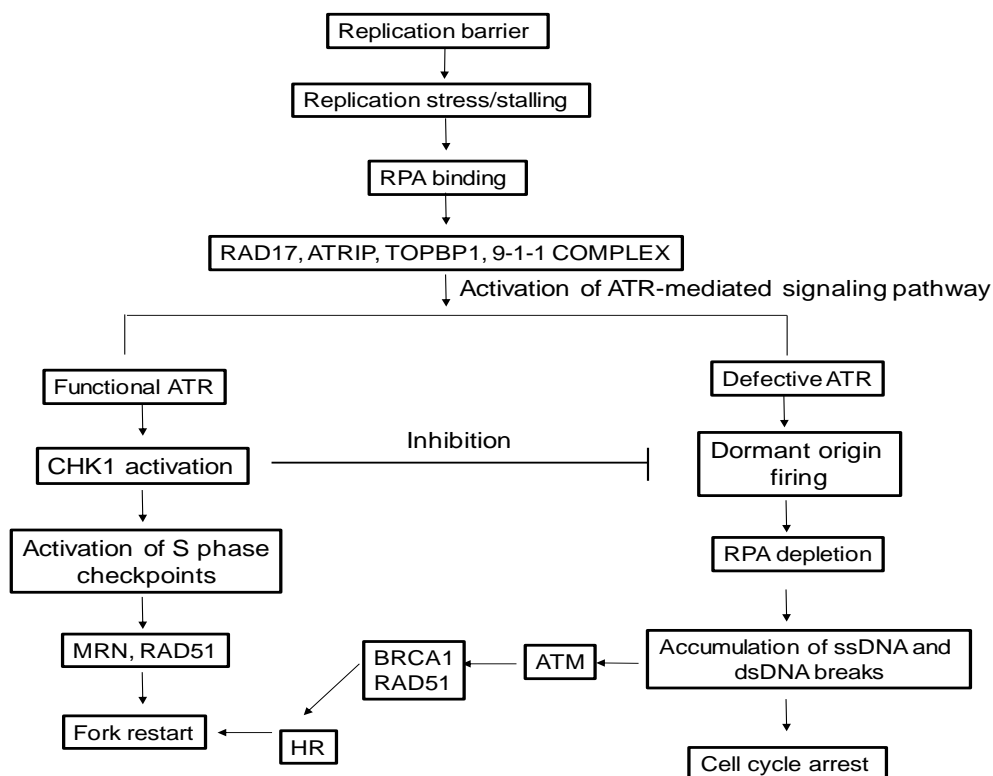 Replication barrier
Replication stress/stalling
RPA binding
RAD17, ATRIP, TOPBP1, 9-1-1 COMPLEX
Activation of ATR-mediated signaling pathway
Functional ATR
Defective ATR
Inhibition
CHK1 activation
Dormant origin
firing
Activation of S phase
checkpoints
RPA depletion
MRN, RAD51
BRCA1
RAD51
ATM
Accumulation of ssDNA and
dsDNA breaks
Fork restart
HR
Cell cycle arrest